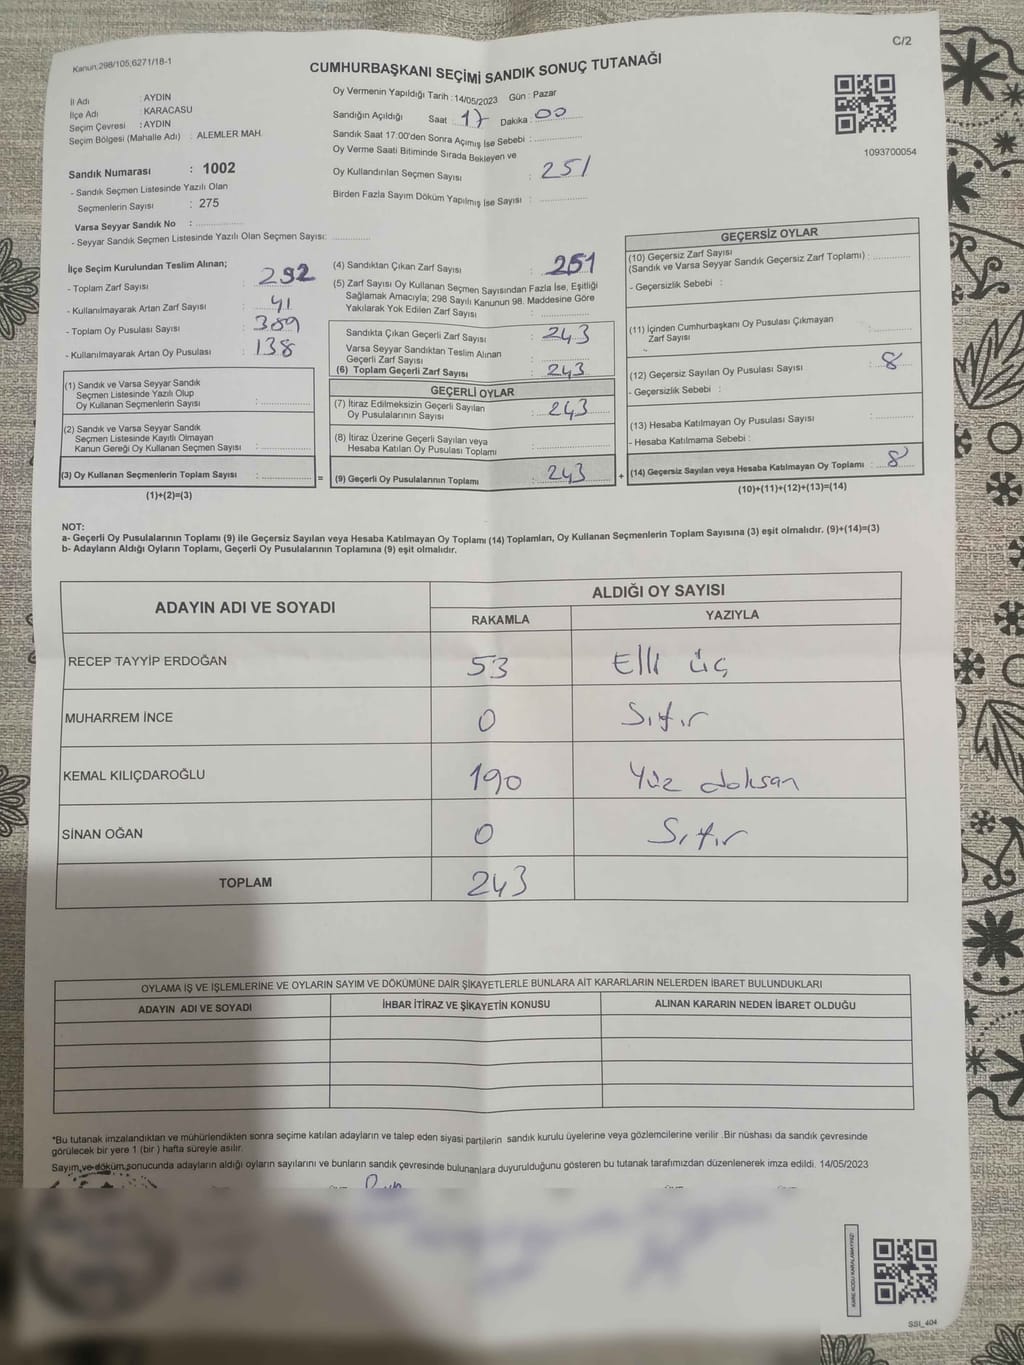 C/2
Kanun:298/105;6271/18-1
CUMHURBAŞKANI SEÇİMİ SANDIK SONUÇ TUTANAĞI
İl Adı : AYDIN
İlçe Adı : KARACASU
Seçim Çevresi : AYDIN
Seçim Bölgesi (Mahalle Adı) : ALEMLER MAH.
Oy Vermenin Yapıldığı Tarih : 14/05/2023 Gün : Pazar
Sandığın Açıldığı Saat : 17 Dakika : 00
Sandık Saat 17:00'den Sonra Açımış İse Sebebi :
Oy Verme Saati Bitiminde Sırada Bekleyen ve
Oy Kullandırılan Seçmen Sayısı : 251
Birden Fazla Sayım Döküm Yapılmış İse Sayısı :
1093700054
Sandık Numarası : 1002
- Sandık Seçmen Listesinde Yazılı Olan
Seçmenlerin Sayısı : 275
Varsa Seyyar Sandık No :
- Seyyar Sandık Seçmen Listesinde Yazılı Olan Seçmen Sayısı:
İlçe Seçim Kurulundan Teslim Alınan;
- Toplam Zarf Sayısı : 292
- Kullanılmayarak Artan Zarf Sayısı : 41
- Toplam Oy Pusulası Sayısı : 389
- Kullanılmayarak Artan Oy Pusulası : 138
(1) Sandık ve Varsa Seyyar Sandık
Seçmen Listesinde Yazılı Olup
Oy Kullanan Seçmenlerin Sayısı :
(2) Sandık ve Varsa Seyyar Sandık
Seçmen Listesinde Kayıtlı Olmayan
Kanun Gereği Oy Kullanan Seçmen Sayısı :
(3) Oy Kullanan Seçmenlerin Toplam Sayısı :
(1)+(2)=(3)
=
(4) Sandıktan Çıkan Zarf Sayısı : 251
(5) Zarf Sayısı Oy Kullanan Seçmen Sayısından Fazla İse, Eşitliği
Sağlamak Amacıyla; 298 Sayılı Kanunun 98. Maddesine Göre
Yakılarak Yok Edilen Zarf Sayısı :
Sandıkta Çıkan Geçerli Zarf Sayısı : 243
Varsa Seyyar Sandıktan Teslim Alınan
Geçerli Zarf Sayısı :
(6) Toplam Geçerli Zarf Sayısı : 243
GEÇERLİ OYLAR
(7) İtiraz Edilmeksizin Geçerli Sayılan
Oy Pusulalarının Sayısı : 243
(8) İtiraz Üzerine Geçerli Sayılan veya
Hesaba Katılan Oy Pusulası Toplamı :
(9) Geçerli Oy Pusulalarının Toplamı : 243
+
GEÇERSİZ OYLAR
(10) Geçersiz Zarf Sayısı
(Sandık ve Varsa Seyyar Sandık Geçersiz Zarf Toplamı) :
- Geçersizlik Sebebi :
(11) İçinden Cumhurbaşkanı Oy Pusulası Çıkmayan
Zarf Sayısı :
(12) Geçersiz Sayılan Oy Pusulası Sayısı : 8
- Geçersizlik Sebebi :
(13) Hesaba Katılmayan Oy Pusulası Sayısı :
- Hesaba Katılmama Sebebi :
(14) Geçersiz Sayılan veya Hesaba Katılmayan Oy Toplamı : 8
(10)+(11)+(12)+(13)=(14)
NOT:
a- Geçerli Oy Pusulalarının Toplamı (9) ile Geçersiz Sayılan veya Hesaba Katılmayan Oy Toplamı (14) Toplamları, Oy Kullanan Seçmenlerin Toplam Sayısına (3) eşit olmalıdır. (9)+(14)=(3)
b- Adayların Aldığı Oyların Toplamı, Geçerli Oy Pusulalarının Toplamına (9) eşit olmalıdır.
ADAYIN ADI VE SOYADI
ALDIĞI OY SAYISI
RAKAMLA YAZIYLA
RECEP TAYYİP ERDOĞAN 53 Elli üç
MUHARREM İNCE 0 Sıfır
KEMAL KILIÇDAROĞLU 190 Yüz doksan
SİNAN OĞAN 0 Sıfır
TOPLAM 243
OYLAMA İŞ VE İŞLEMLERİNE VE OYLARIN SAYIM VE DÖKÜMÜNE DAİR ŞİKAYETLERLE BUNLARA AİT KARARLARIN NELERDEN İBARET BULUNDUKLARI
ADAYIN ADI VE SOYADI İHBAR İTİRAZ VE ŞİKAYETİN KONUSU ALINAN KARARIN NEDEN İBARET OLDUĞU
*Bu tutanak imzalandıktan ve mühürlendikten sonra seçime katılan adayların ve talep eden siyasi partilerin sandık kurulu üyelerine veya gözlemcilerine verilir .Bir nüshası da sandık çevresinde
görülecek bir yere 1 (bir ) hafta süreyle asılır.
Sayım ve döküm sonucunda adayların aldığı oyların sayılarını ve bunların sandık çevresinde bulunanlara duyurulduğunu gösteren bu tutanak tarafımızdan düzenlenerek imza edildi. 14/05/2023
KARE KODU KARALAMAYINIZ!
SSI_404